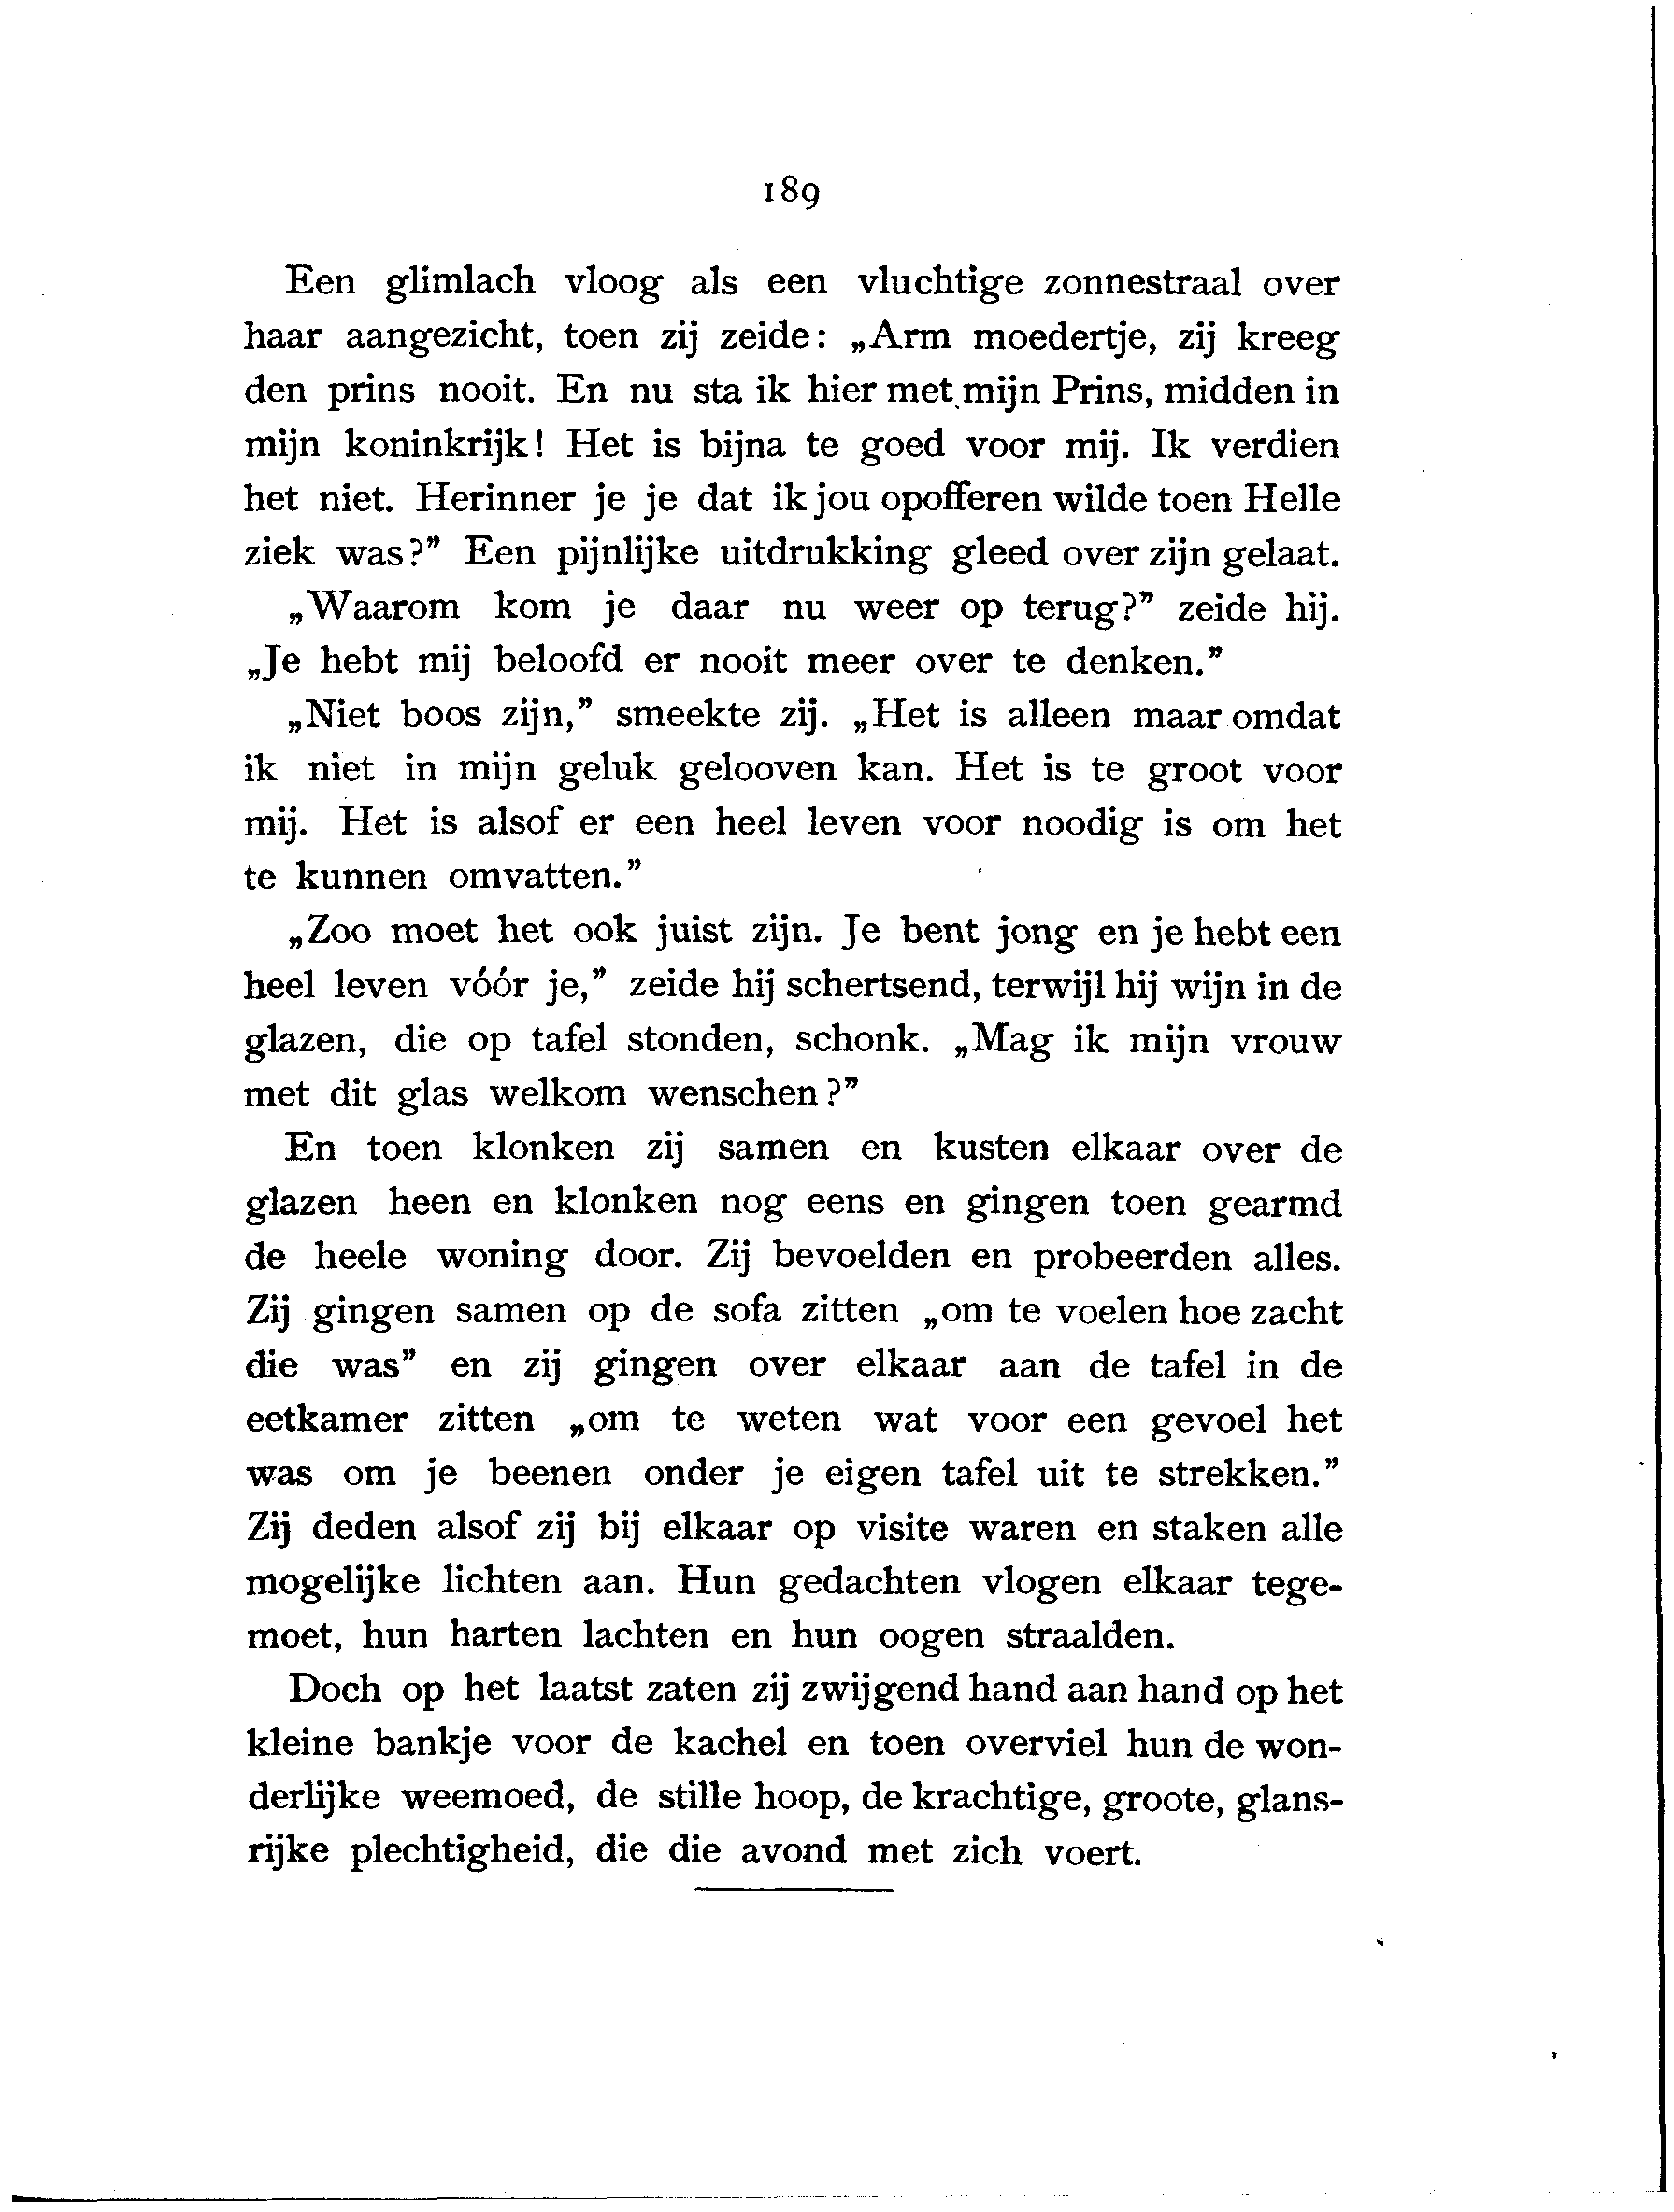 189
Een glimlach vloog als een vluchtige zonnestraal over
haar aangezicht, toen zij zeide: „Arm moedertje, zij kreeg
den prins nooit. En nu sta ik hier met mijn Prins, midden in
mijn koninkrijk! Het is bijna te goed voor mij. Ik verdien
het niet. Herinner je je dat ik jou opofferen wilde toen Helle
ziek was?” Een pijnlijke uitdrukking gleed over zijn gelaat.
„Waarom kom je daar nu weer op terug?” zeide hij.
„Je hebt mij beloofd er nooit meer over te denken.”
„Niet boos zijn,” smeekte zij. „Het is alleen maar omdat
ik niet in mijn geluk gelooven kan. Het is te groot voor
mij. Het is alsof er een heel leven voor noodig is om het
te kunnen omvatten.”
„Zoo moet het ook juist zijn. Je bent jong en je hebt een
heel leven vóór je,” zeide hij schertsend, terwijl hij wijn in de
glazen, die op tafel stonden, schonk. „Mag ik mijn vrouw
met dit glas welkom wenschen?”
En toen klonken zij samen en kusten elkaar over de
glazen heen en klonken nog eens en gingen toen gearmd
de heele woning door. Zij bevoelden en probeerden alles.
Zij gingen samen op de sofa zitten „om te voelen hoe zacht
die was” en zij gingen over elkaar aan de tafel in de
eetkamer zitten „om te weten wat voor een gevoel het
was om je beenen onder je eigen tafel uit te strekken.”
Zij deden alsof zij bij elkaar op visite waren en staken alle
mogelijke lichten aan. Hun gedachten vlogen elkaar tege-
moet, hun harten lachten en hun oogen straalden.
Doch op het laatst zaten zij zwijgend hand aan hand op het
kleine bankje voor de kachel en toen overviel hun de won-
derlijke weemoed, de stille hoop, de krachtige, groote, glans-
rijke plechtigheid, die die avond met zich voert.